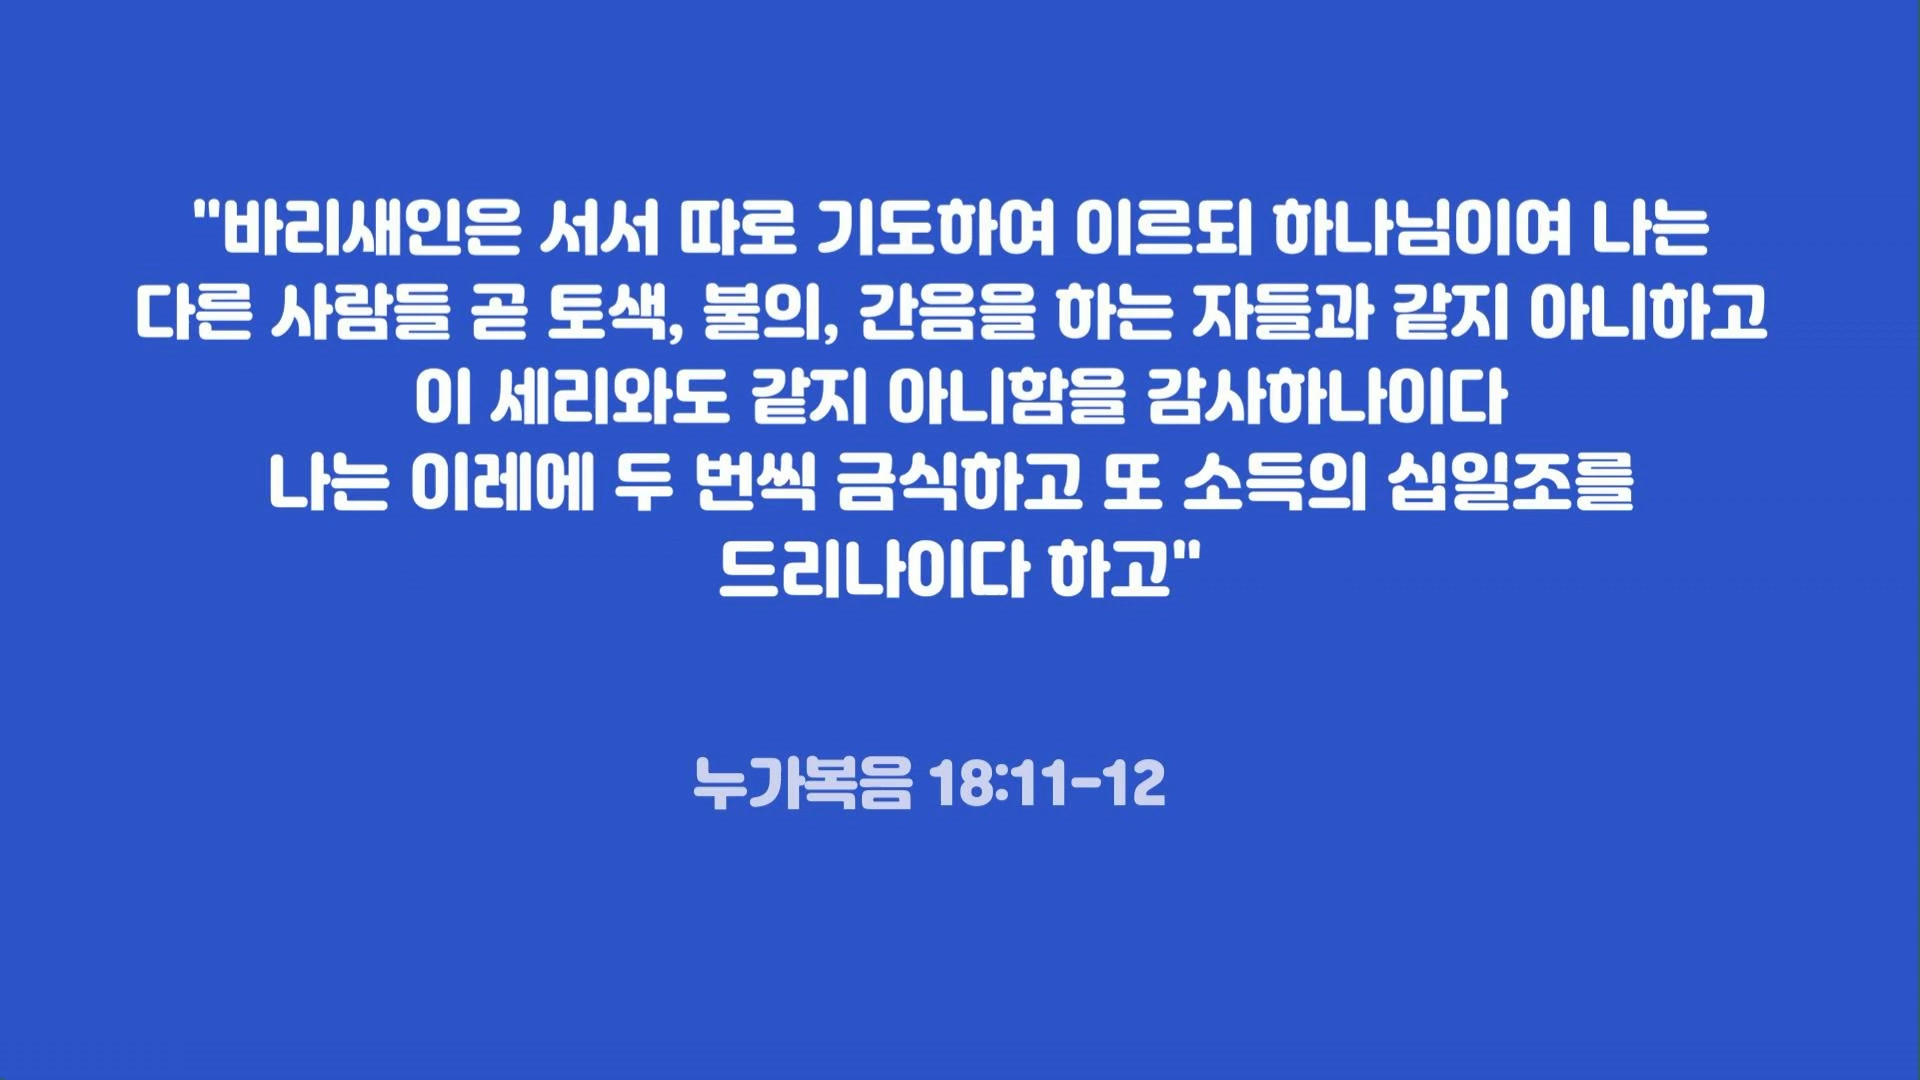 "바리새인은 서서 따로 기도하여 이르되 하나님이여 나는
다른 사람들 곧 토색, 불의, 간음을 하는 자들과 같지 아니하고
이 세리와도 같지 아니함을 감사하나이다
나는 이레에 두 번씩 금식하고 또 소득의 십일조를
드리나이다 하고"
누가복음 18:11-12